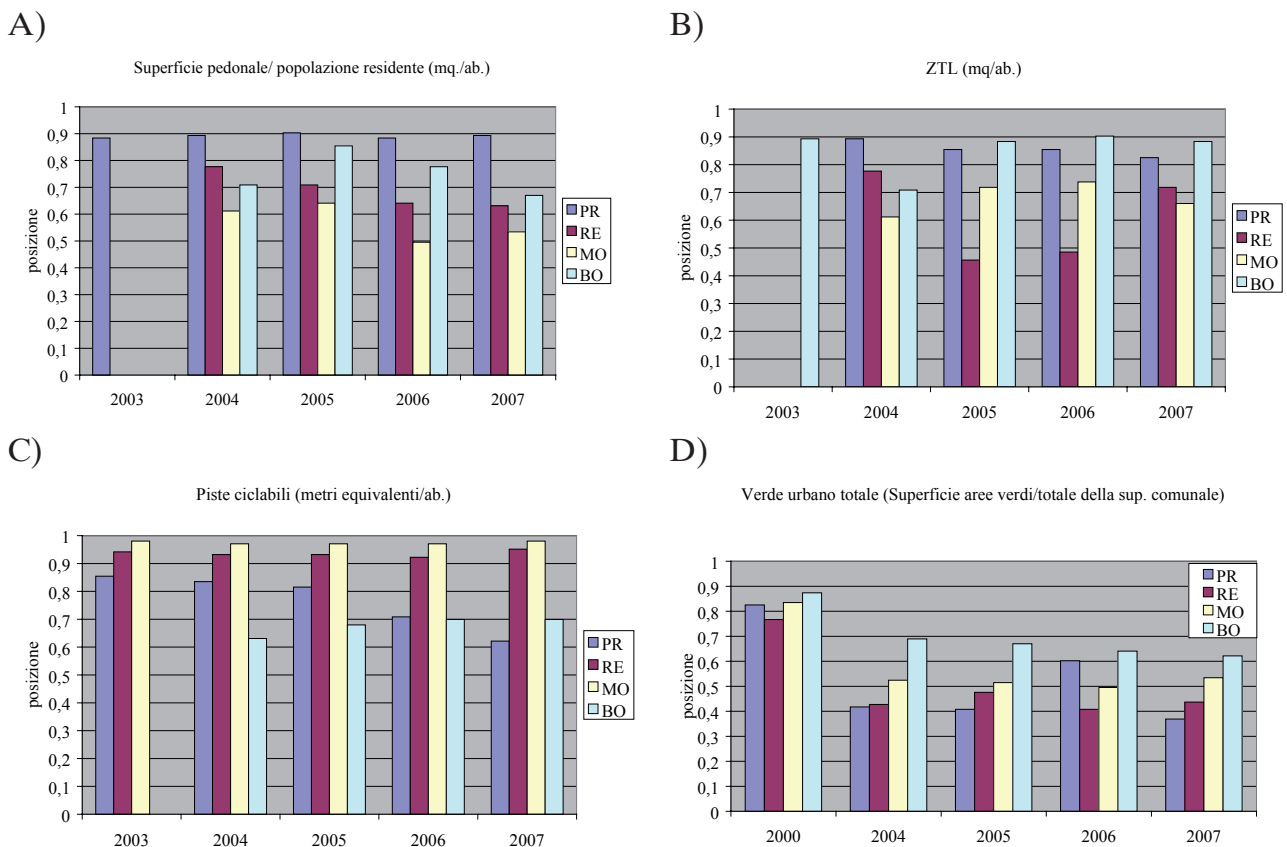 A)
Superficie pedonale/ popolazione residente (mq./ab.)
posizione
1
0,9
0,8
0,7
0,6
0,5
0,4
0,3
0,2
0,1
0
2003 2004 2005 2006 2007
PR
RE
MO
BO
B)
ZTL (mq/ab.)
posizione
1
0,9
0,8
0,7
0,6
0,5
0,4
0,3
0,2
0,1
0
2003 2004 2005 2006 2007
PR
RE
MO
BO
C)
Piste ciclabili (metri equivalenti/ab.)
posizione
1
0,9
0,8
0,7
0,6
0,5
0,4
0,3
0,2
0,1
0
2003 2004 2005 2006 2007
PR
RE
MO
BO
D)
Verde urbano totale (Superficie aree verdi/totale della sup. comunale)
posizione
1
0,9
0,8
0,7
0,6
0,5
0,4
0,3
0,2
0,1
0
2000 2004 2005 2006 2007
PR
RE
MO
BO